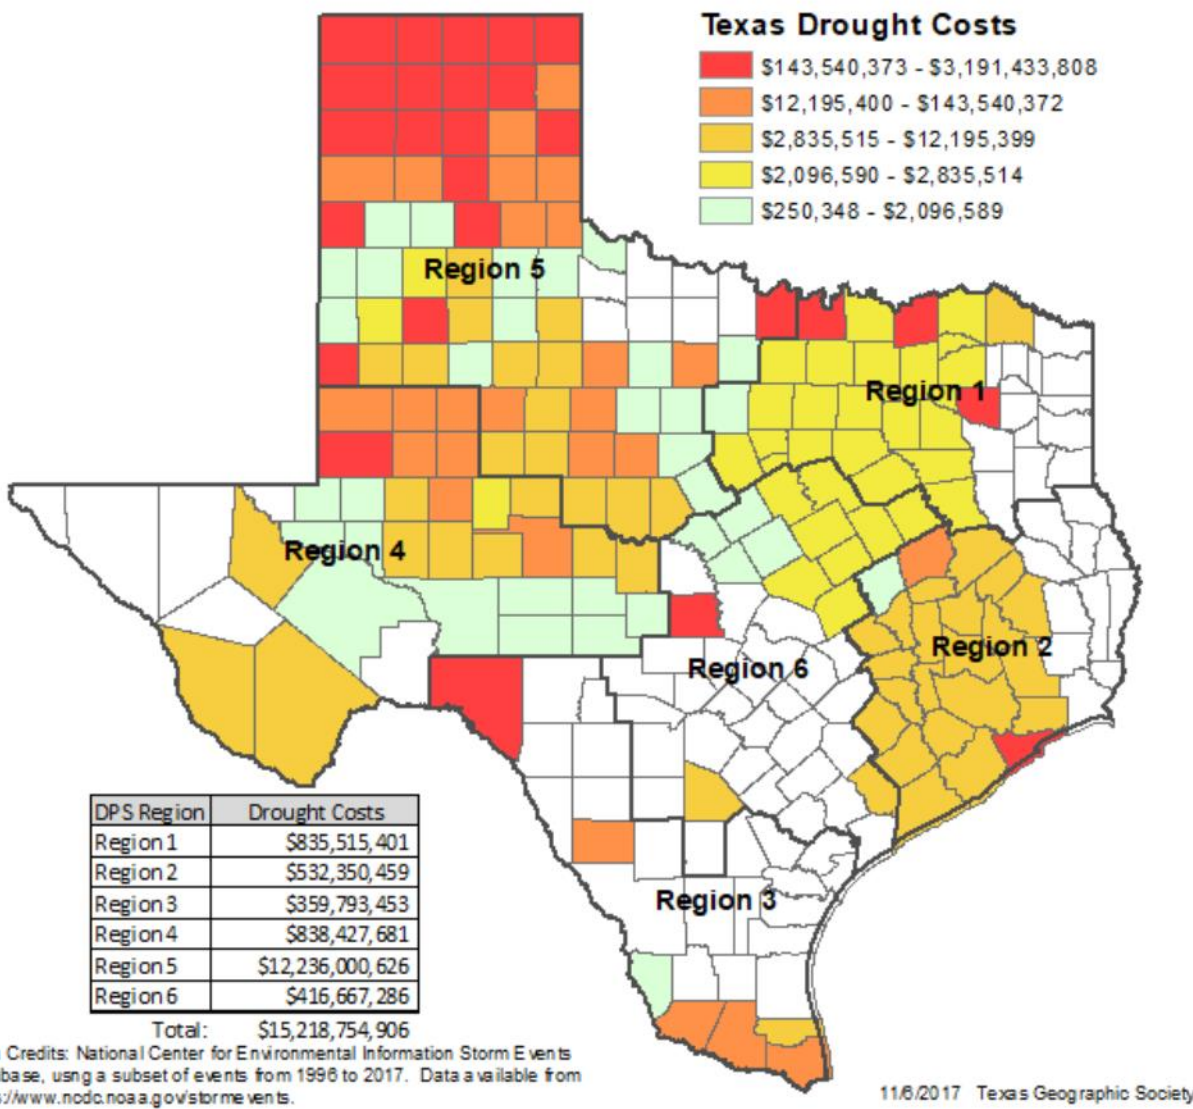 Texas Drought Costs
$143,540,373 - $3,191,433,808
$12,195,400 - $143,540,372
$2,835,515 - $12,195,399
$2,096,590 - $2,835,514
$250,348 - $2,096,589
Region 5
Region 1
Region 4
Region 2
Region 6
Region 3
DPS Region Drought Costs
Region 1 $835,515,401
Region 2 $532,350,459
Region 3 $359,793,453
Region 4 $838,427,681
Region 5 $12,236,000,626
Region 6 $416,667,286
Total: $15,218,754,906
Credits: National Center for Environmental Information Storm Events
base, usng a subset of events from 1996 to 2017. Data available from
s://www.ncdc.noaa.gov/stormevents.
11/6/2017 Texas Geographic Society